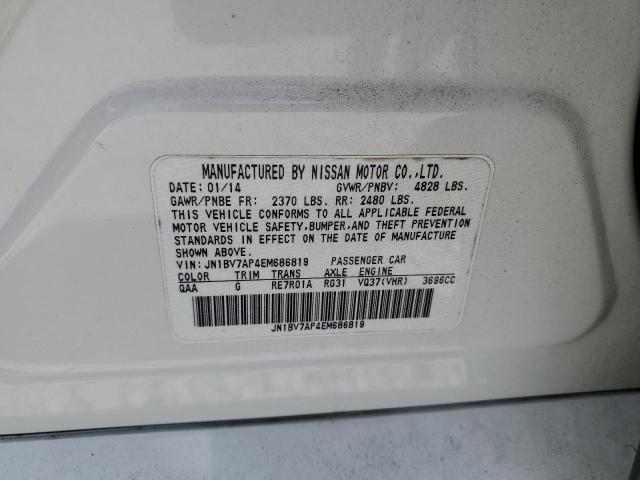 MANUFACTURED BY NISSAN MOTOR CO.,LTD.
DATE: 01/14 GVWR/PNBV: 4828 LBS.
GAWR/PNBE FR: 2370 LBS. RR: 2480 LBS.
THIS VEHICLE CONFORMS TO ALL APPLICABLE FEDERAL
MOTOR VEHICLE SAFETY,BUMPER,AND THEFT PREVENTION
STANDARDS IN EFFECT ON THE DATE OF MANUFACTURE
SHOWN ABOVE.
VIN: JN1BV7AP4EM686819 PASSENGER CAR
COLOR TRIM TRANS AXLE ENGINE
QAA G RE7R01A RG31 VQ37(VHR) 3696CC
JN1BV7AP4EM686819